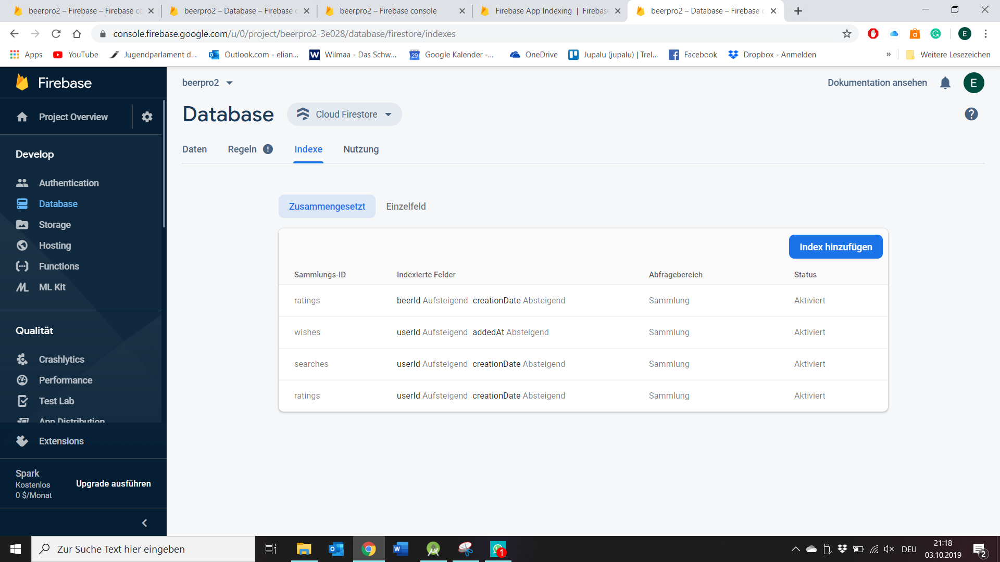 beerpro2 – Firebase – Firebase co
beerpro2 – Database – Firebase c
beerpro2 – Firebase console
Firebase App Indexing | Firebase
beerpro2 – Database – Firebase c
console.firebase.google.com/u/0/project/beerpro2-3e028/database/firestore/indexes
E
Apps
YouTube
Jugendparlament d...
Outlook.com - elian...
Wilmaa - Das Schw...
29
Google Kalender -...
OneDrive
Jupalu (jupalu) | Trel...
Facebook
Dropbox - Anmelden
»
Weitere Lesezeichen
Firebase
Project Overview
Develop
Authentication
Database
Storage
Hosting
Functions
ML Kit
Qualität
Crashlytics
Performance
Test Lab
App Distribution
Extensions
Spark
Kostenlos
0 $/Monat
Upgrade ausführen
beerpro2
Dokumentation ansehen
E
Database
Cloud Firestore
Daten
Regeln
Indexe
Nutzung
Zusammengesetzt
Einzelfeld
Index hinzufügen
Sammlungs-ID Indexierte Felder Abfragebereich Status
ratings beerId Aufsteigend creationDate Absteigend Sammlung Aktiviert
wishes userId Aufsteigend addedAt Absteigend Sammlung Aktiviert
searches userId Aufsteigend creationDate Absteigend Sammlung Aktiviert
ratings userId Aufsteigend creationDate Absteigend Sammlung Aktiviert
Zur Suche Text hier eingeben
1
DEU
21:18
03.10.2019
2